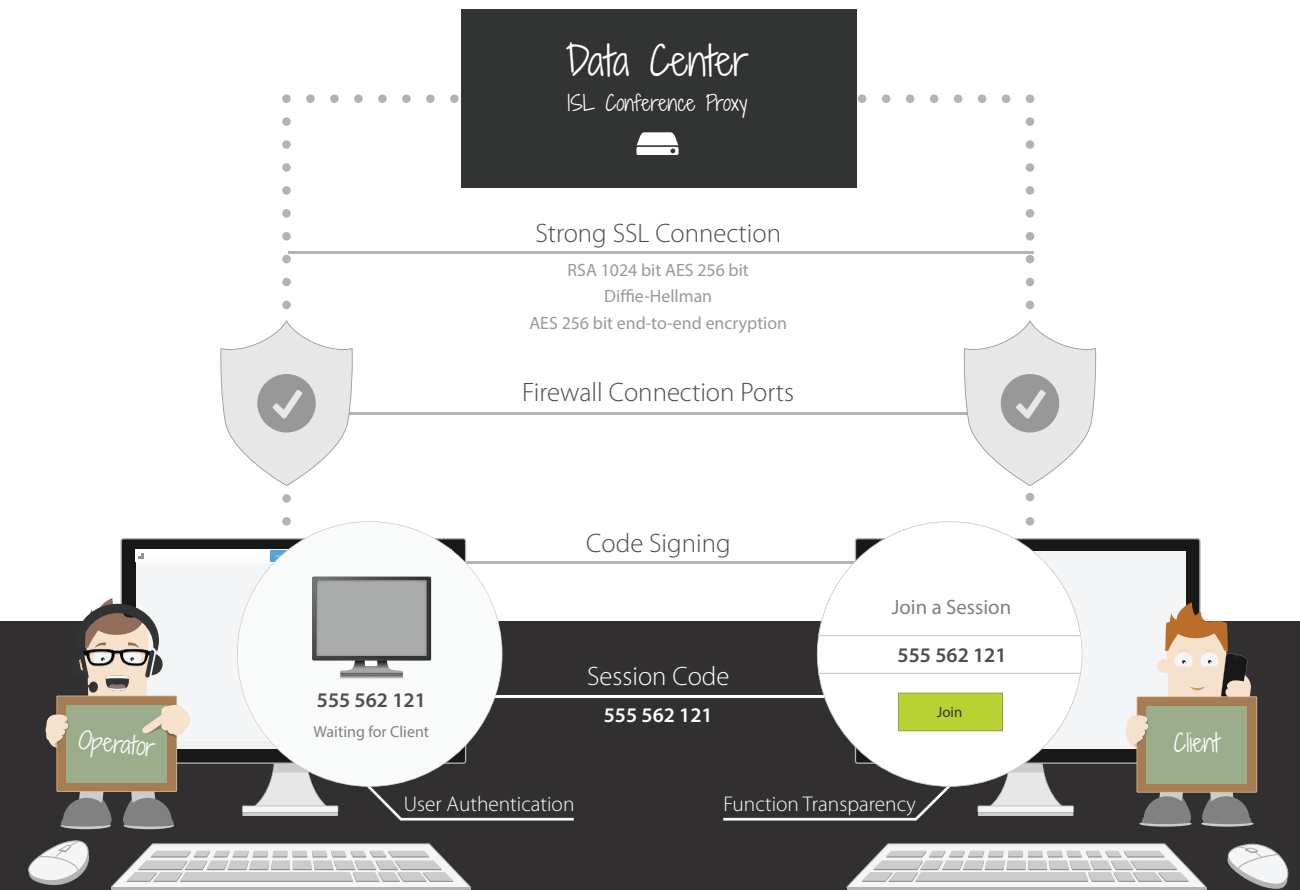 Data Center
ISL Conference Proxy
Strong SSL Connection
RSA 1024 bit AES 256 bit
Diffie-Hellman
AES 256 bit end-to-end encryption
Firewall Connection Ports
Code Signing
Join a Session
555 562 121
Join
Session Code
555 562 121
555 562 121
Waiting for Client
Operator
Client
User Authentication
Function Transparency